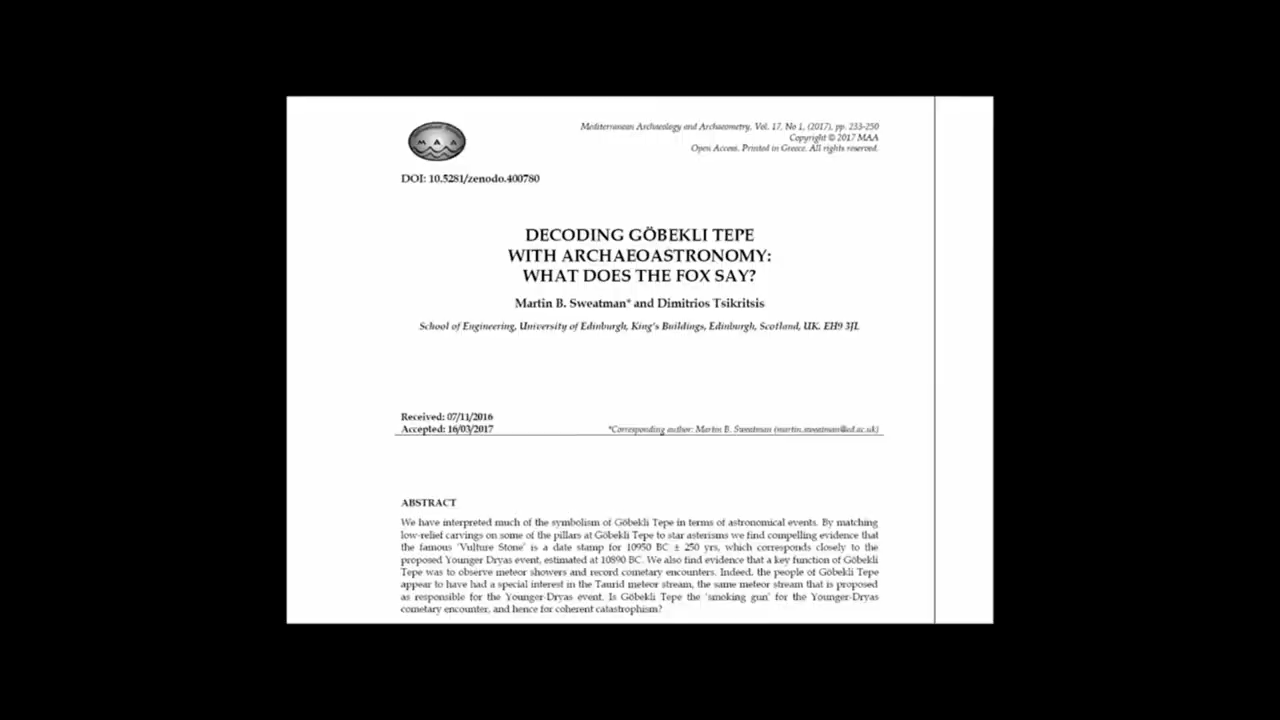 MAA
Mediterranean Archaeology and Archaeometry, Vol. 17, No 1, (2017), pp. 233-250
Copyright © 2017 MAA
Open Access. Printed in Greece. All rights reserved.
DOI: 10.5281/zenodo.400780
DECODING GÖBEKLI TEPE
WITH ARCHAEOASTRONOMY:
WHAT DOES THE FOX SAY?
Martin B. Sweatman* and Dimitrios Tsikritsis
School of Engineering, University of Edinburgh, King's Buildings, Edinburgh, Scotland, UK. EH9 3JL
Received: 07/11/2016
Accepted: 16/03/2017
*Corresponding author: Martin B. Sweatman (martin.sweatman@ed.ac.uk)
ABSTRACT
We have interpreted much of the symbolism of Göbekli Tepe in terms of astronomical events. By matching
low-relief carvings on some of the pillars at Göbekli Tepe to star asterisms we find compelling evidence that
the famous 'Vulture Stone' is a date stamp for 10950 BC ± 250 yrs, which corresponds closely to the
proposed Younger Dryas event, estimated at 10890 BC. We also find evidence that a key function of Göbekli
Tepe was to observe meteor showers and record cometary encounters. Indeed, the people of Göbekli Tepe
appear to have had a special interest in the Taurid meteor stream, the same meteor stream that is proposed
as responsible for the Younger-Dryas event. Is Göbekli Tepe the 'smoking gun' for the Younger-Dryas
cometary encounter, and hence for coherent catastrophism?